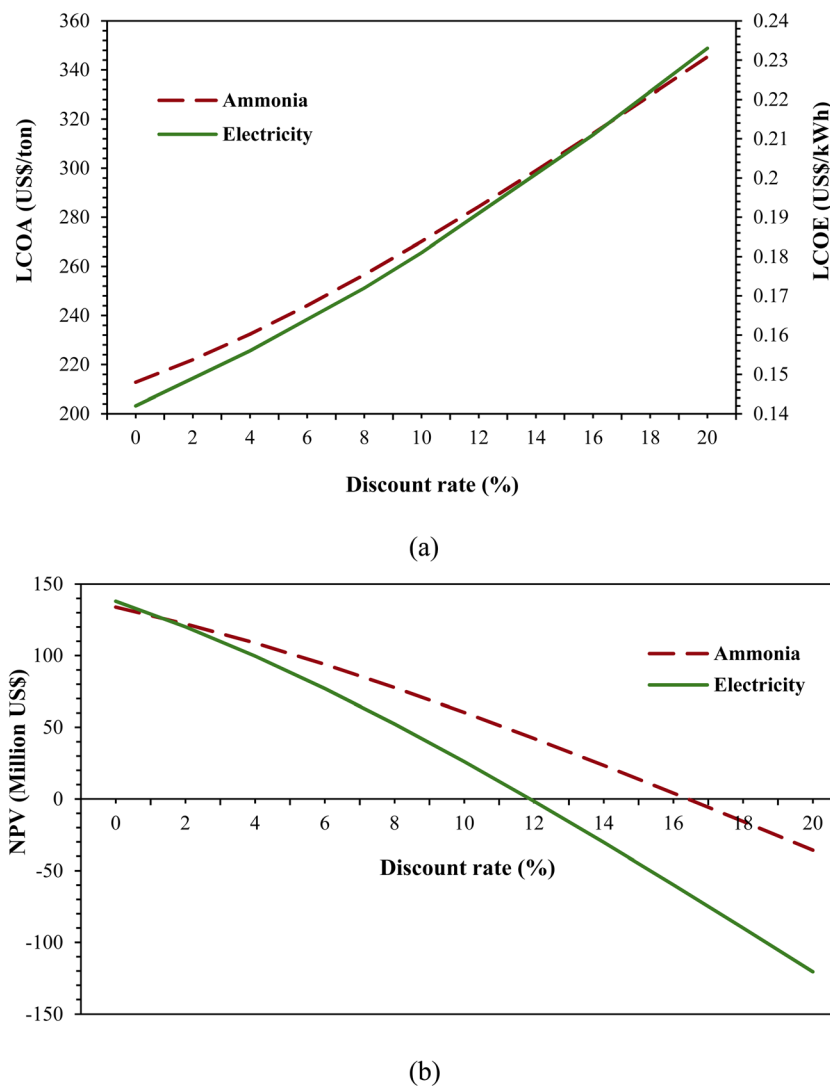 360
340
320
300
280
260
240
220
200
LCOA (US$/ton)
Ammonia
Electricity
0.24
0.23
0.22
0.21
0.2
0.19
0.18
0.17
0.16
0.15
0.14
LCOE (US$/kWh)
0 2 4 6 8 10 12 14 16 18 20
Discount rate (%)
(a)
150
100
50
0
-50
-100
-150
NPV (Million US$)
Ammonia
Electricity
0 2 4 6 8 10 12 14 16 18 20
Discount rate (%)
(b)